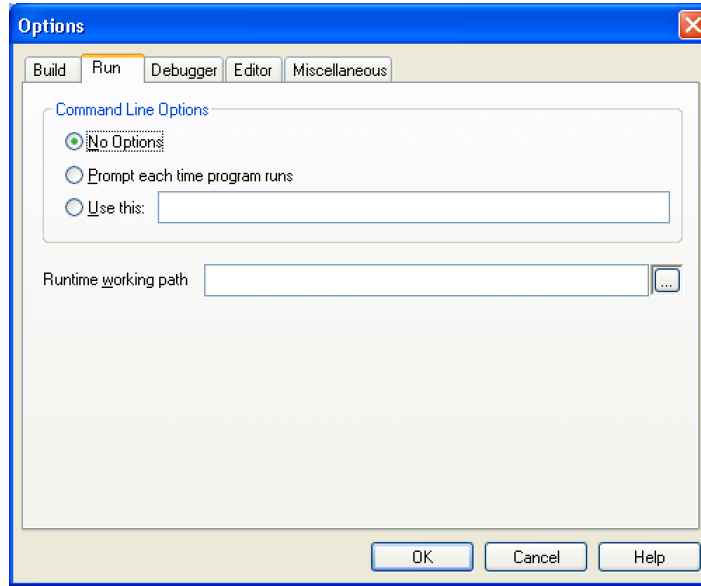 Options
Build Run Debugger Editor Miscellaneous
Command Line Options
No Options
Prompt each time program runs
Use this:
Runtime working path ...
OK Cancel Help